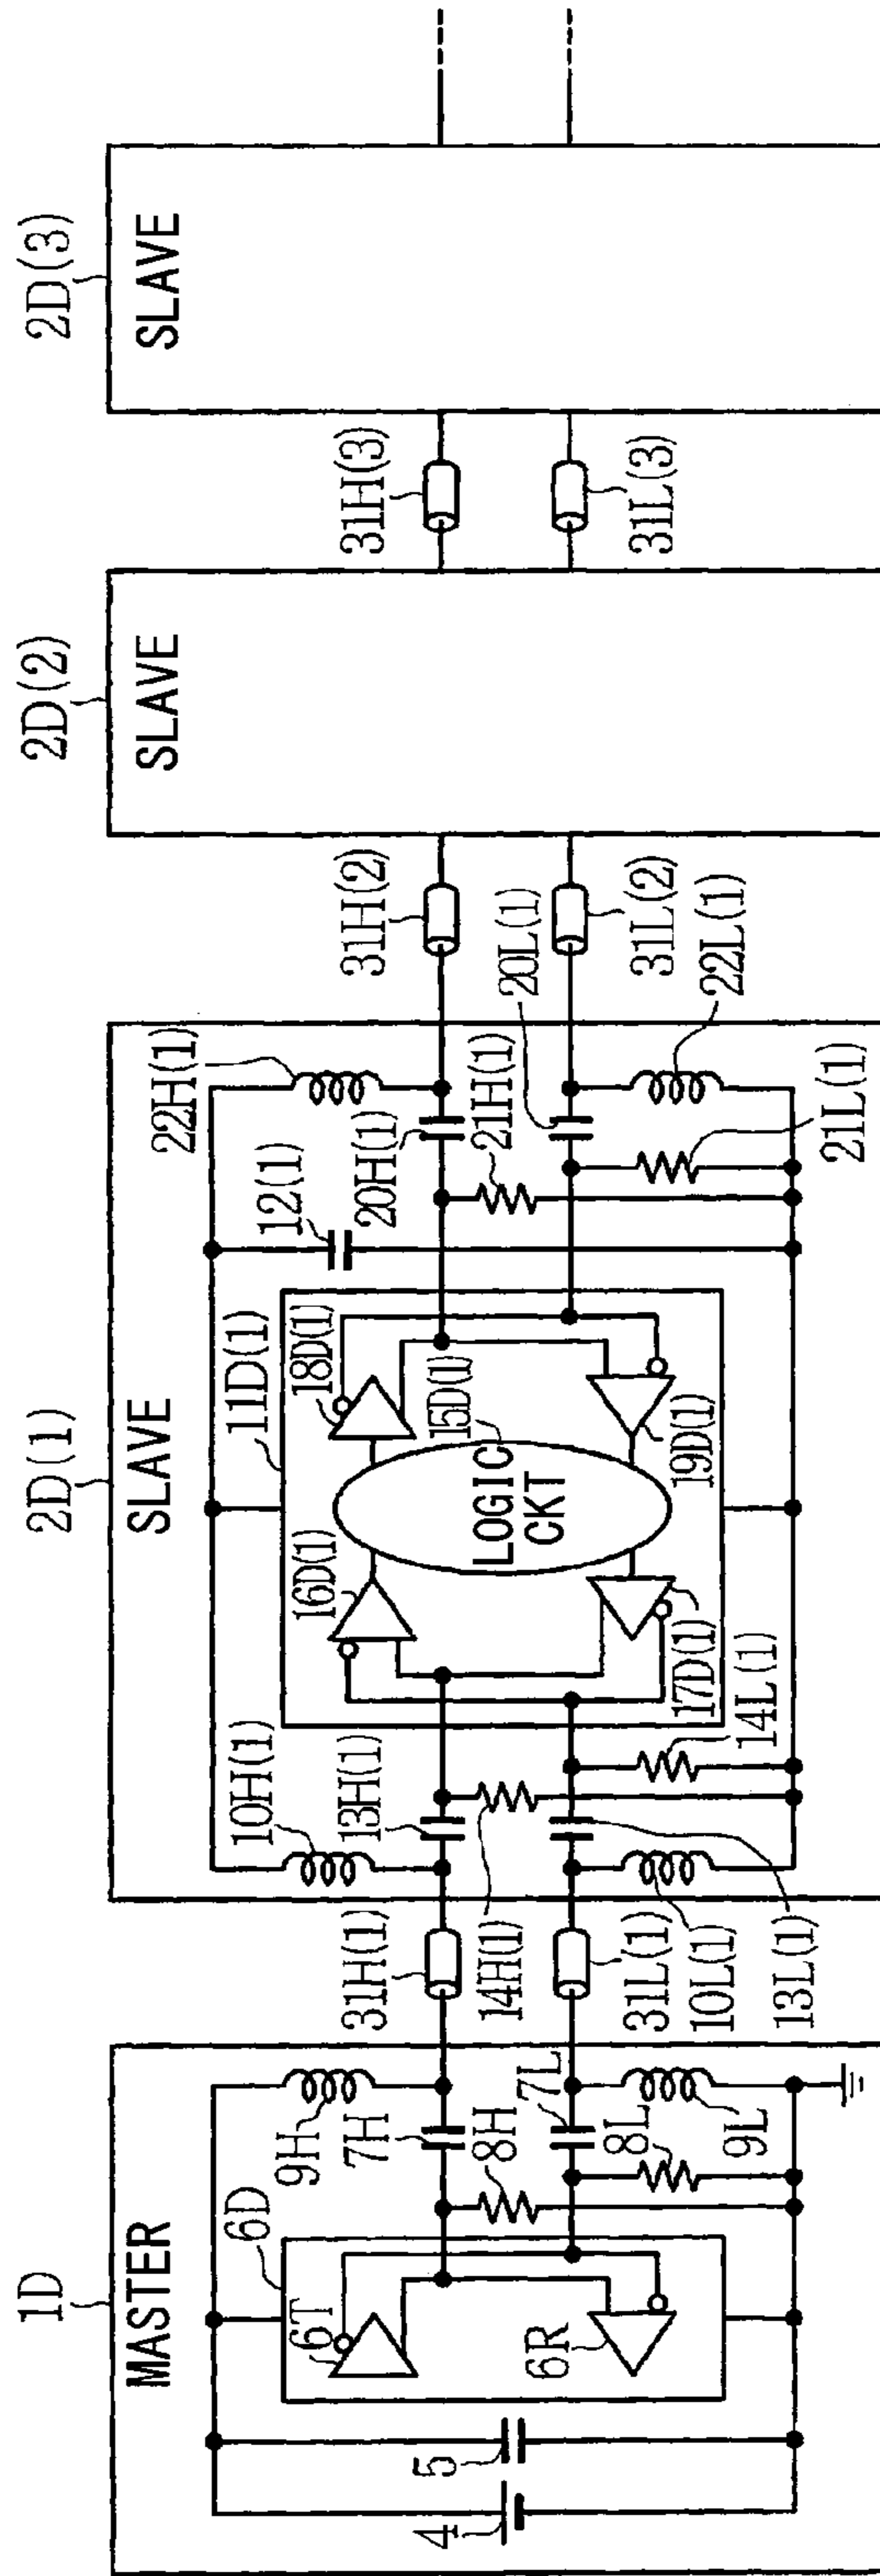 1D
MASTER
4
5
6D
6T
6R
9H
7H
8H
7L
8L
9L
31H(1)
14H(1)
31L(1)
10L(1)
13L(1)
2D(1)
SLAVE
10H(1)
13H(1)
11D(1)
16D(1)
18D(1)
15D(1)
LOGIC
CKT
17D(1)
19D(1)
14L(1)
12(1)
22H(1)
20H(1)
21H(1)
20L(1)
21L(1)
22L(1)
31H(2)
31L(2)
2D(2)
SLAVE
31H(3)
31L(3)
2D(3)
SLAVE